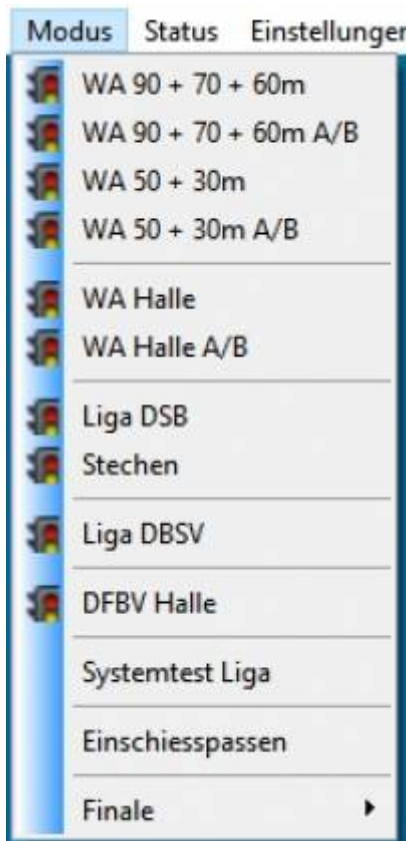 Modus Status Einstellunger
WA 90 + 70 + 60m
WA 90 + 70 + 60m A/B
WA 50 + 30m
WA 50 + 30m A/B
WA Halle
WA Halle A/B
Liga DSB
Stechen
Liga DBSV
DFBV Halle
Systemtest Liga
Einschiesspassen
Finale